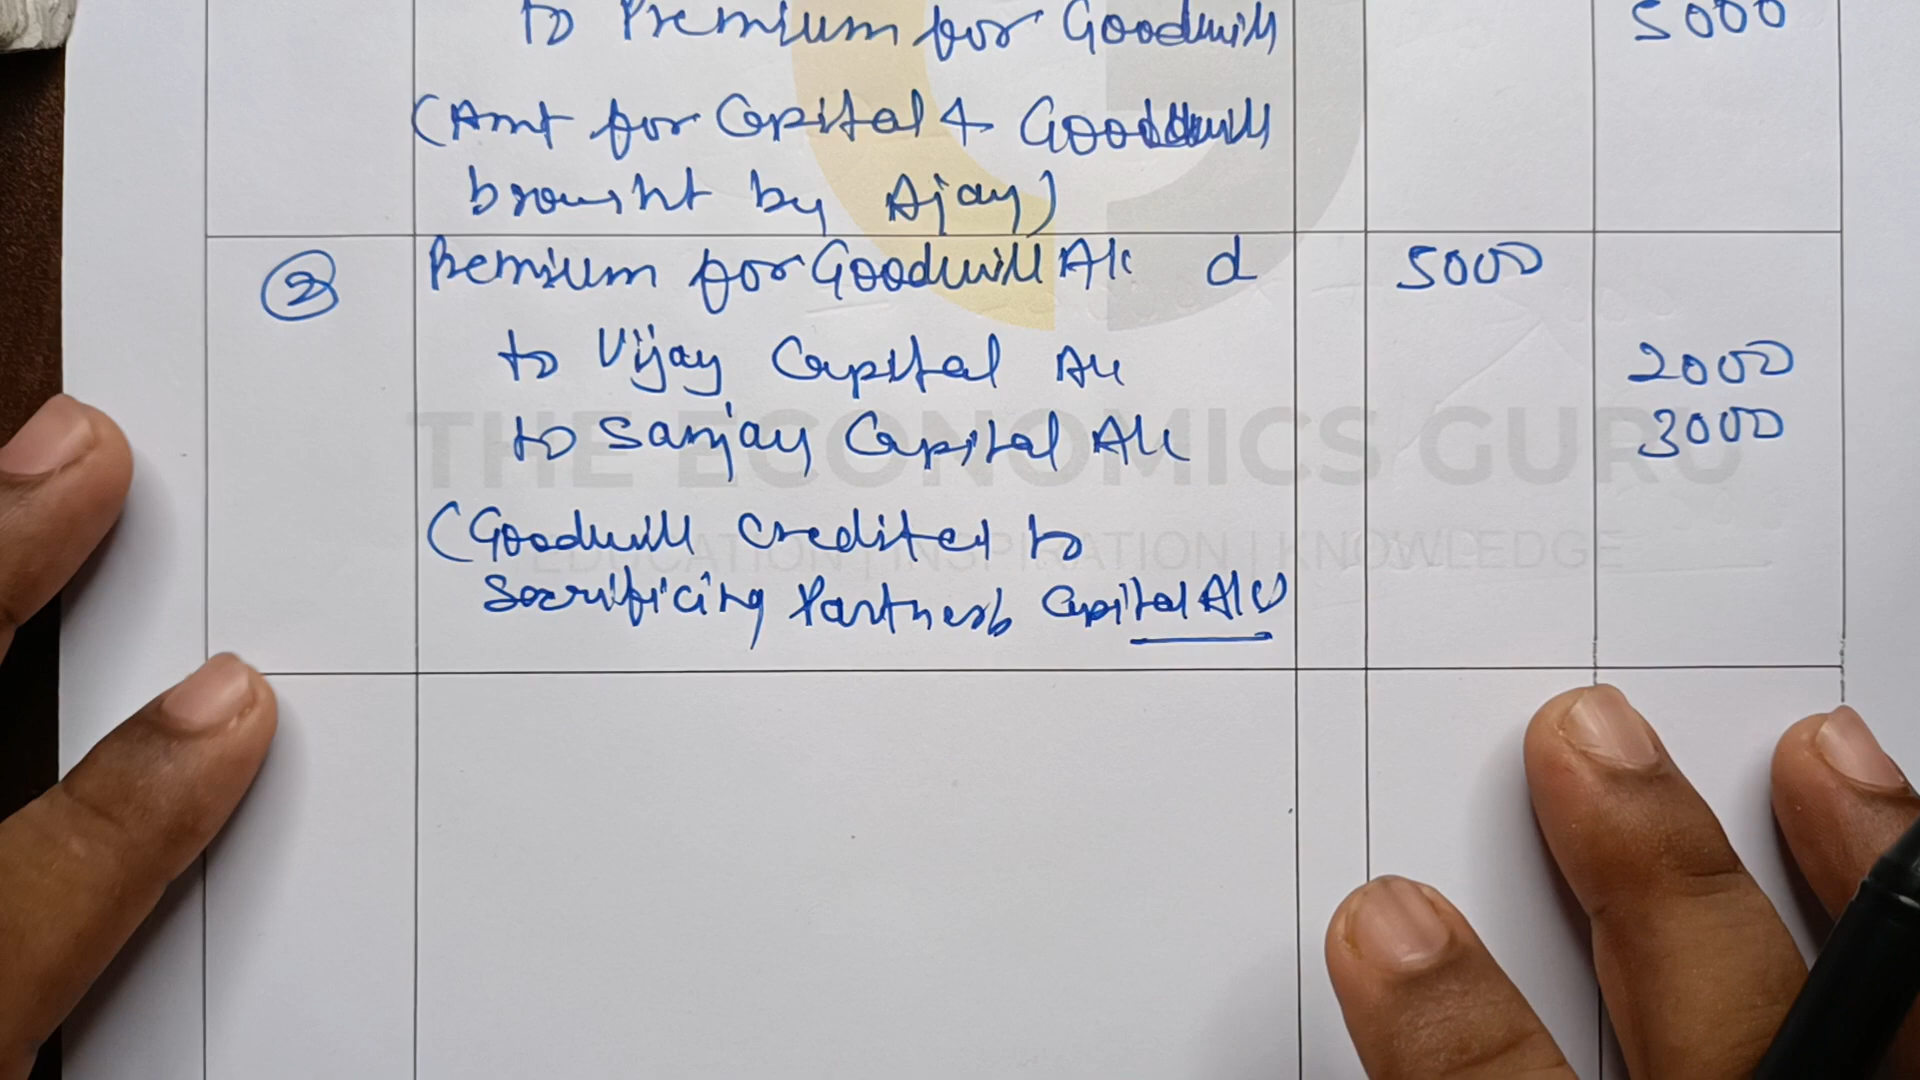 to Premium for Goodwill 5000
(Amt for Capital & Goodwill
brought by Ajay)
② Premium for Goodwill A/c d 5000
to Vijay Capital A/c 2000
to Sanjay Capital A/c 3000
THE ECONOMICS GURU
(Goodwill credited to
EDUCATION | INSPIRATION | KNOWLEDGE
Sacrificing Partners Capital A/c)